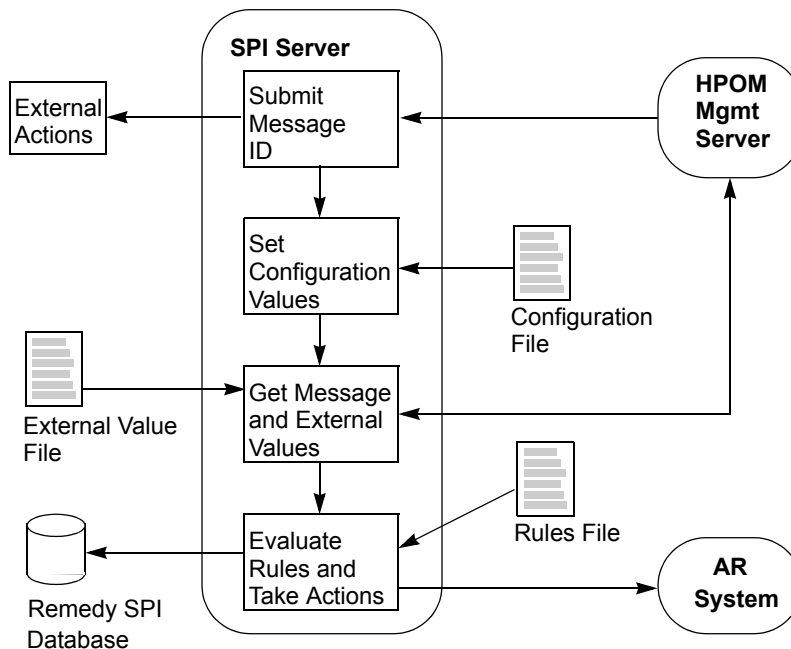 SPI Server
External
Actions
Submit
Message
ID
HPOM
Mgmt
Server
Set
Configuration
Values
Configuration
File
External Value
File
Get Message
and External
Values
Rules File
Remedy SPI
Database
Evaluate
Rules and
Take Actions
AR
System